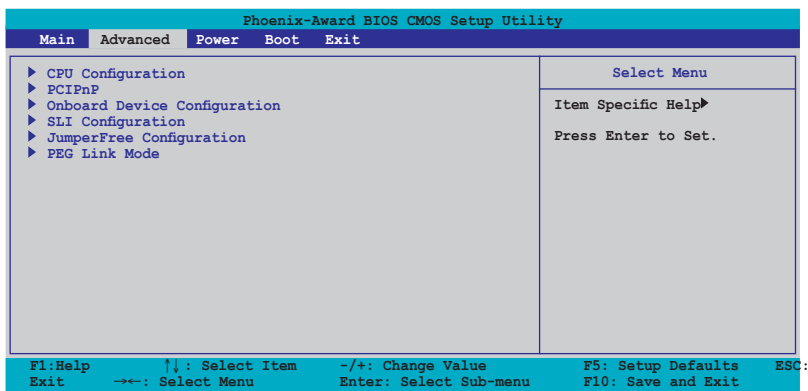 Phoenix-Award BIOS CMOS Setup Utility
Main Advanced Power Boot Exit
CPU Configuration
PCIPnP
Onboard Device Configuration
SLI Configuration
JumperFree Configuration
PEG Link Mode
Select Menu
Item Specific Help
Press Enter to Set.
F1:Help ↑↓: Select Item -/+: Change Value F5: Setup Defaults ESC:
Exit →←: Select Menu Enter: Select Sub-menu F10: Save and Exit